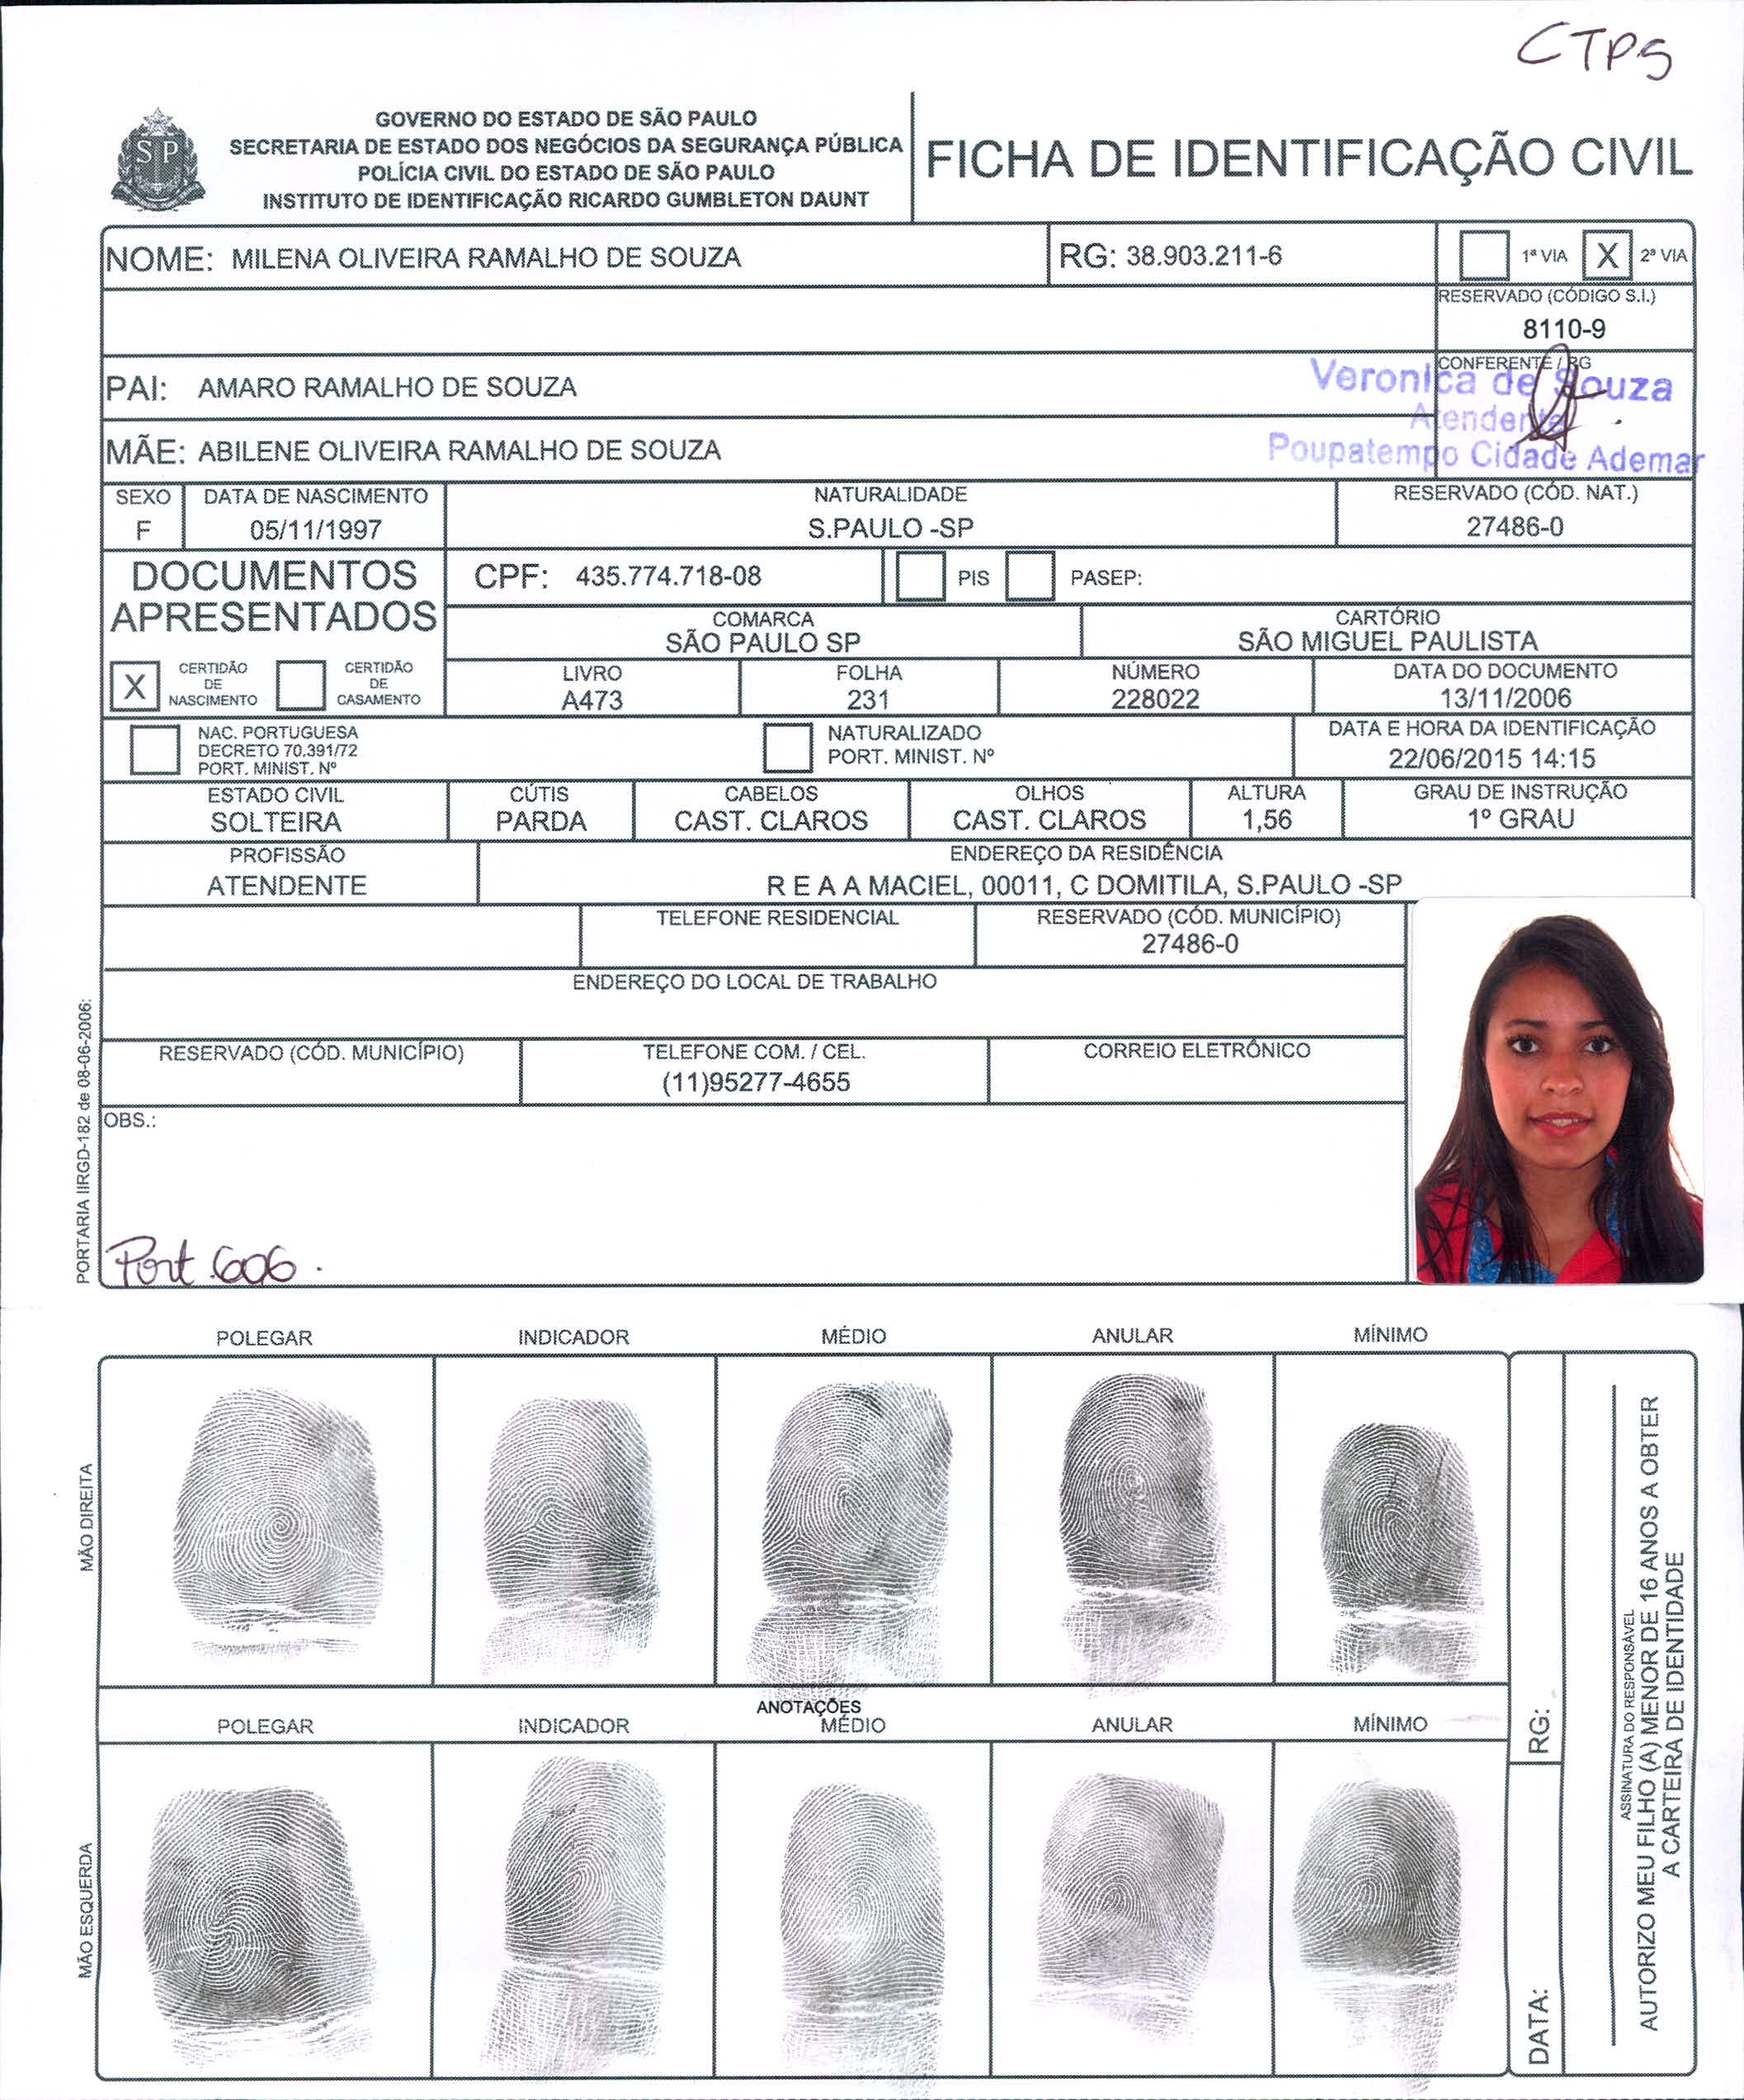 CTPS
GOVERNO DO ESTADO DE SÃO PAULO
SECRETARIA DE ESTADO DOS NEGÓCIOS DA SEGURANÇA PÚBLICA
POLÍCIA CIVIL DO ESTADO DE SÃO PAULO
INSTITUTO DE IDENTIFICAÇÃO RICARDO GUMBLETON DAUNT
FICHA DE IDENTIFICAÇÃO CIVIL
SP
NOME: MILENA OLIVEIRA RAMALHO DE SOUZA RG: 38.903.211-6 1ª VIA X 2ª VIA
RESERVADO (CÓDIGO S.I.)
8110-9
CONFERENTE / RG
PAI: AMARO RAMALHO DE SOUZA
Veronica de Souza
Atendente
MÃE: ABILENE OLIVEIRA RAMALHO DE SOUZA
Poupatempo Cidade Ademar
SEXO DATA DE NASCIMENTO NATURALIDADE RESERVADO (CÓD. NAT.)
F 05/11/1997 S.PAULO -SP 27486-0
DOCUMENTOS APRESENTADOS
CPF: 435.774.718-08 PIS PASEP:
COMARCA CARTÓRIO
SÃO PAULO SP SÃO MIGUEL PAULISTA
X CERTIDÃO DE NASCIMENTO CERTIDÃO DE CASAMENTO
LIVRO FOLHA NÚMERO DATA DO DOCUMENTO
A473 231 228022 13/11/2006
NAC. PORTUGUESA
DECRETO 70.391/72
PORT. MINIST. Nº
NATURALIZADO
PORT. MINIST. Nº
DATA E HORA DA IDENTIFICAÇÃO
22/06/2015 14:15
ESTADO CIVIL CÚTIS CABELOS OLHOS ALTURA GRAU DE INSTRUÇÃO
SOLTEIRA PARDA CAST. CLAROS CAST. CLAROS 1,56 1º GRAU
PROFISSÃO ENDEREÇO DA RESIDÊNCIA
ATENDENTE R E A A MACIEL, 00011, C DOMITILA, S.PAULO -SP
TELEFONE RESIDENCIAL RESERVADO (CÓD. MUNICÍPIO)
27486-0
ENDEREÇO DO LOCAL DE TRABALHO
RESERVADO (CÓD. MUNICÍPIO) TELEFONE COM. / CEL. CORREIO ELETRÔNICO
(11)95277-4655
OBS.:
Port 606.
PORTARIA IIRGD-182 de 08-06-2006:
POLEGAR INDICADOR MÉDIO ANULAR MÍNIMO
MÃO DIREITA
ANOTAÇÕES
POLEGAR INDICADOR MÉDIO ANULAR MÍNIMO
MÃO ESQUERDA
RG:
DATA:
ASSINATURA DO RESPONSÁVEL
AUTORIZO MEU FILHO (A) MENOR DE 16 ANOS A OBTER
A CARTEIRA DE IDENTIDADE